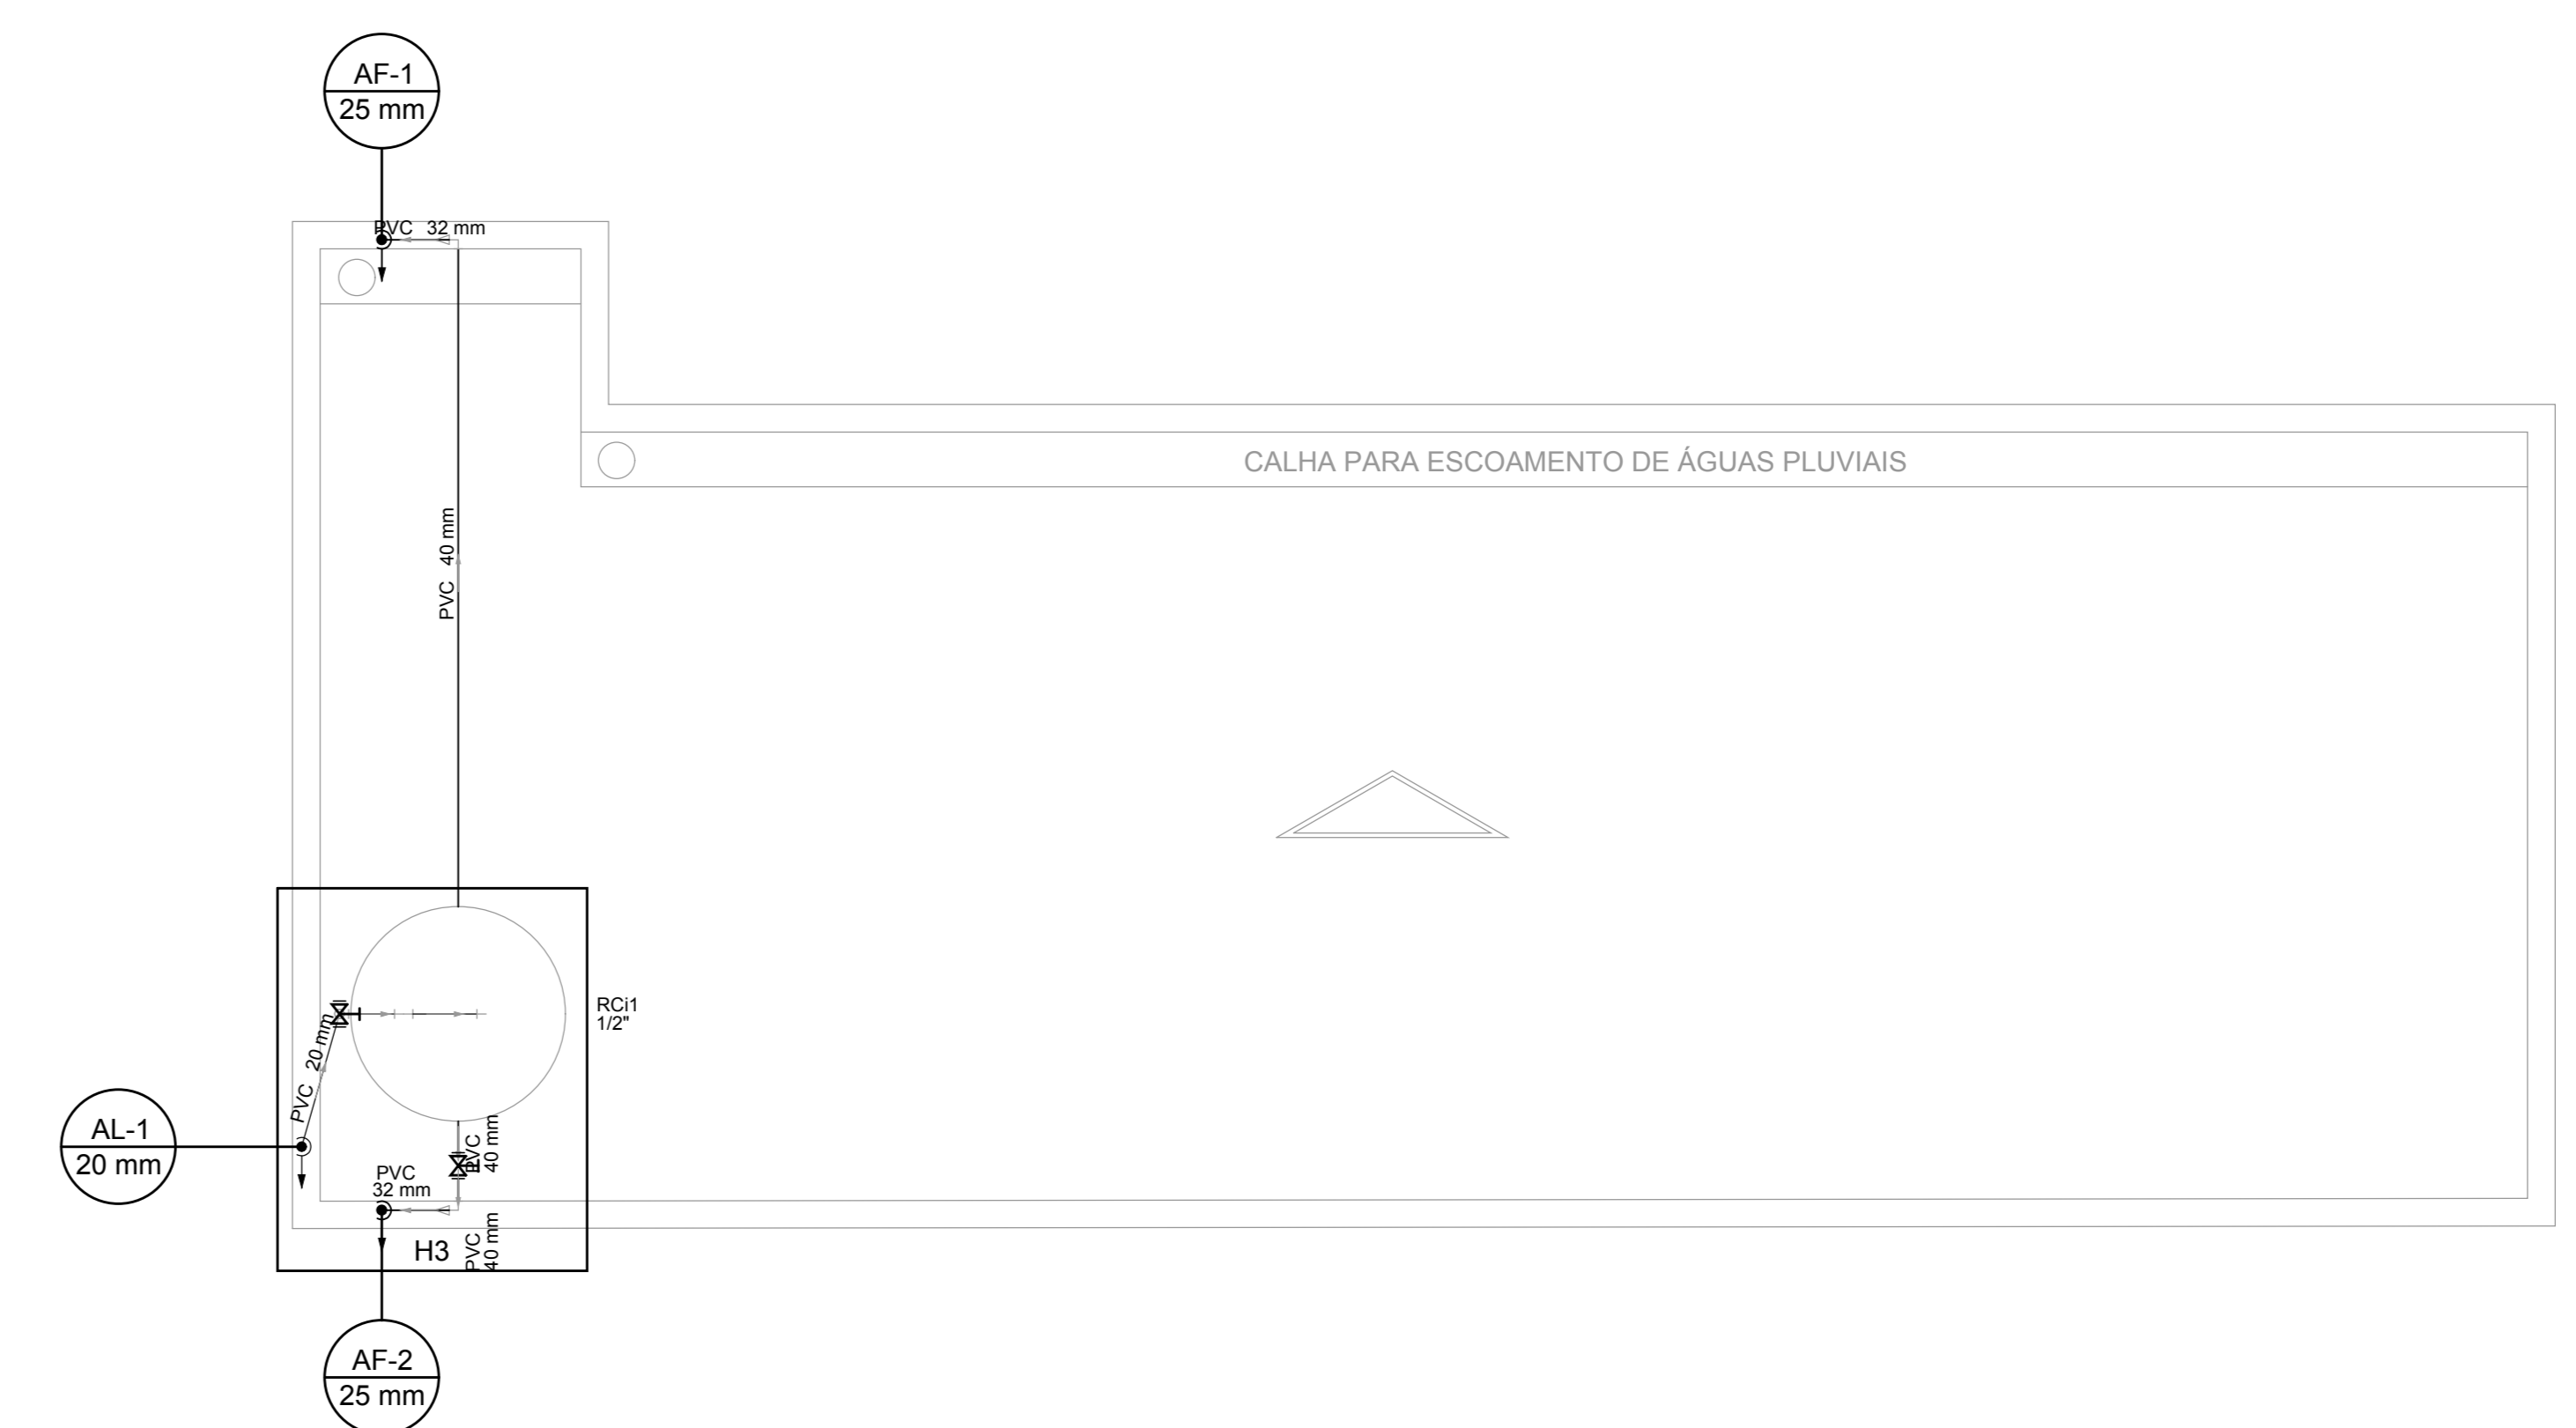 AF-1
25 mm
PVC 32 mm
CALHA PARA ESCOAMENTO DE ÁGUAS PLUVIAIS
PVC 40 mm
RCi1
1/2"
PVC 20 mm
AL-1
20 mm
PVC
40 mm
PVC
32 mm
H3
PVC
40 mm
AF-2
25 mm